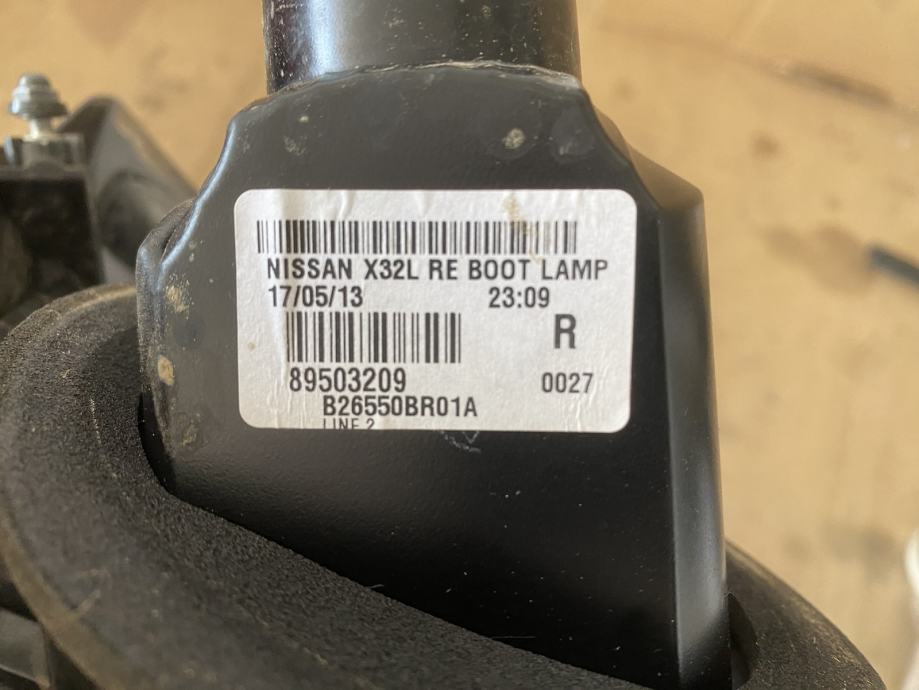 NISSAN X32L RE BOOT LAMP
17/05/13 23:09
R
89503209 0027
B26550BR01A
LINE 2